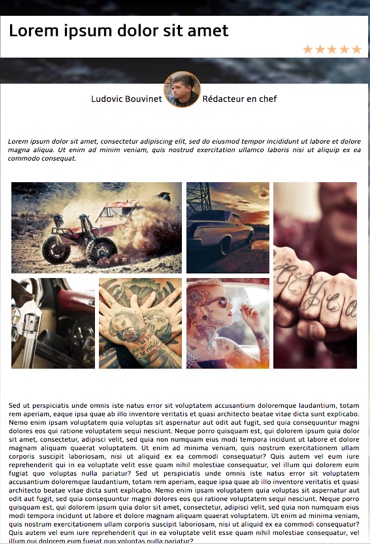 Lorem ipsum dolor sit amet
Ludovic Bouvinet Rédacteur en chef
Lorem ipsum dolor sit amet, consectetur adipiscing elit, sed do eiusmod tempor incididunt ut labore et dolore
magna aliqua. Ut enim ad minim veniam, quis nostrud exercitation ullamco laboris nisi ut aliquip ex ea
commodo consequat.
Sed ut perspiciatis unde omnis iste natus error sit voluptatem accusantium doloremque laudantium, totam
rem aperiam, eaque ipsa quae ab illo inventore veritatis et quasi architecto beatae vitae dicta sunt explicabo.
Nemo enim ipsam voluptatem quia voluptas sit aspernatur aut odit aut fugit, sed quia consequuntur magni
dolores eos qui ratione voluptatem sequi nesciunt. Neque porro quisquam est, qui dolorem ipsum quia dolor
sit amet, consectetur, adipisci velit, sed quia non numquam eius modi tempora incidunt ut labore et dolore
magnam aliquam quaerat voluptatem. Ut enim ad minima veniam, quis nostrum exercitationem ullam
corporis suscipit laboriosam, nisi ut aliquid ex ea commodi consequatur? Quis autem vel eum iure
reprehenderit qui in ea voluptate velit esse quam nihil molestiae consequatur, vel illum qui dolorem eum
fugiat quo voluptas nulla pariatur? Sed ut perspiciatis unde omnis iste natus error sit voluptatem
accusantium doloremque laudantium, totam rem aperiam, eaque ipsa quae ab illo inventore veritatis et quasi
architecto beatae vitae dicta sunt explicabo. Nemo enim ipsam voluptatem quia voluptas sit aspernatur aut
odit aut fugit, sed quia consequuntur magni dolores eos qui ratione voluptatem sequi nesciunt. Neque porro
quisquam est, qui dolorem ipsum quia dolor sit amet, consectetur, adipisci velit, sed quia non numquam eius
modi tempora incidunt ut labore et dolore magnam aliquam quaerat voluptatem. Ut enim ad minima veniam,
quis nostrum exercitationem ullam corporis suscipit laboriosam, nisi ut aliquid ex ea commodi consequatur?
Quis autem vel eum iure reprehenderit qui in ea voluptate velit esse quam nihil molestiae consequatur, vel
illum qui dolorem eum fugiat quo voluptas nulla pariatur?